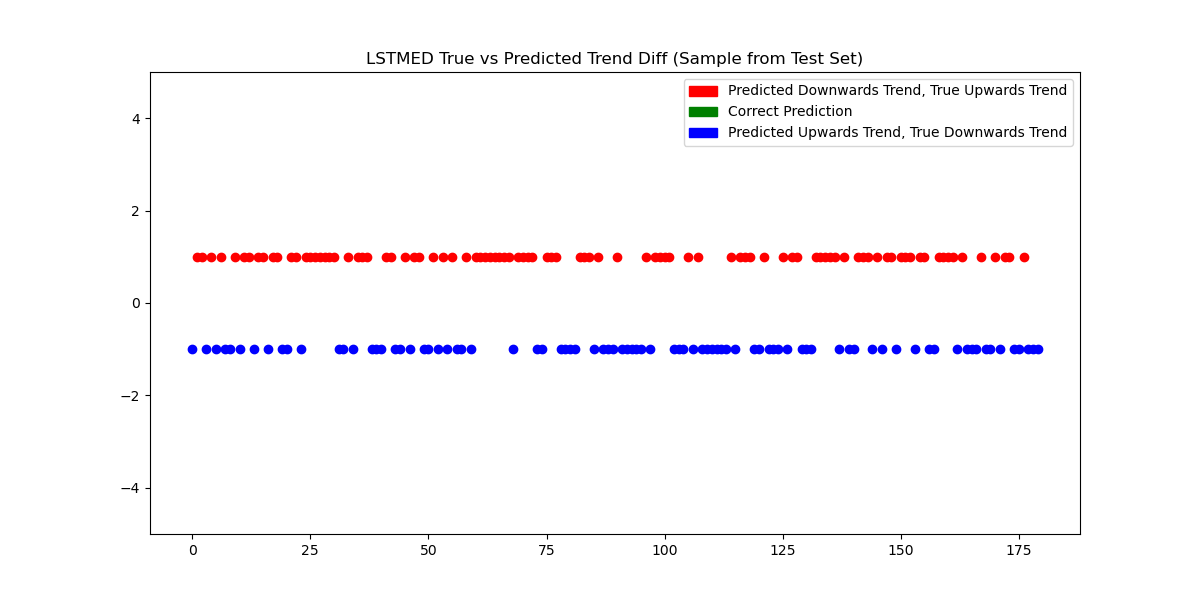 LSTMED True vs Predicted Trend Diff (Sample from Test Set)
Predicted Downwards Trend, True Upwards Trend
Correct Prediction
Predicted Upwards Trend, True Downwards Trend
4
2
0
−2
−4
0 25 50 75 100 125 150 175